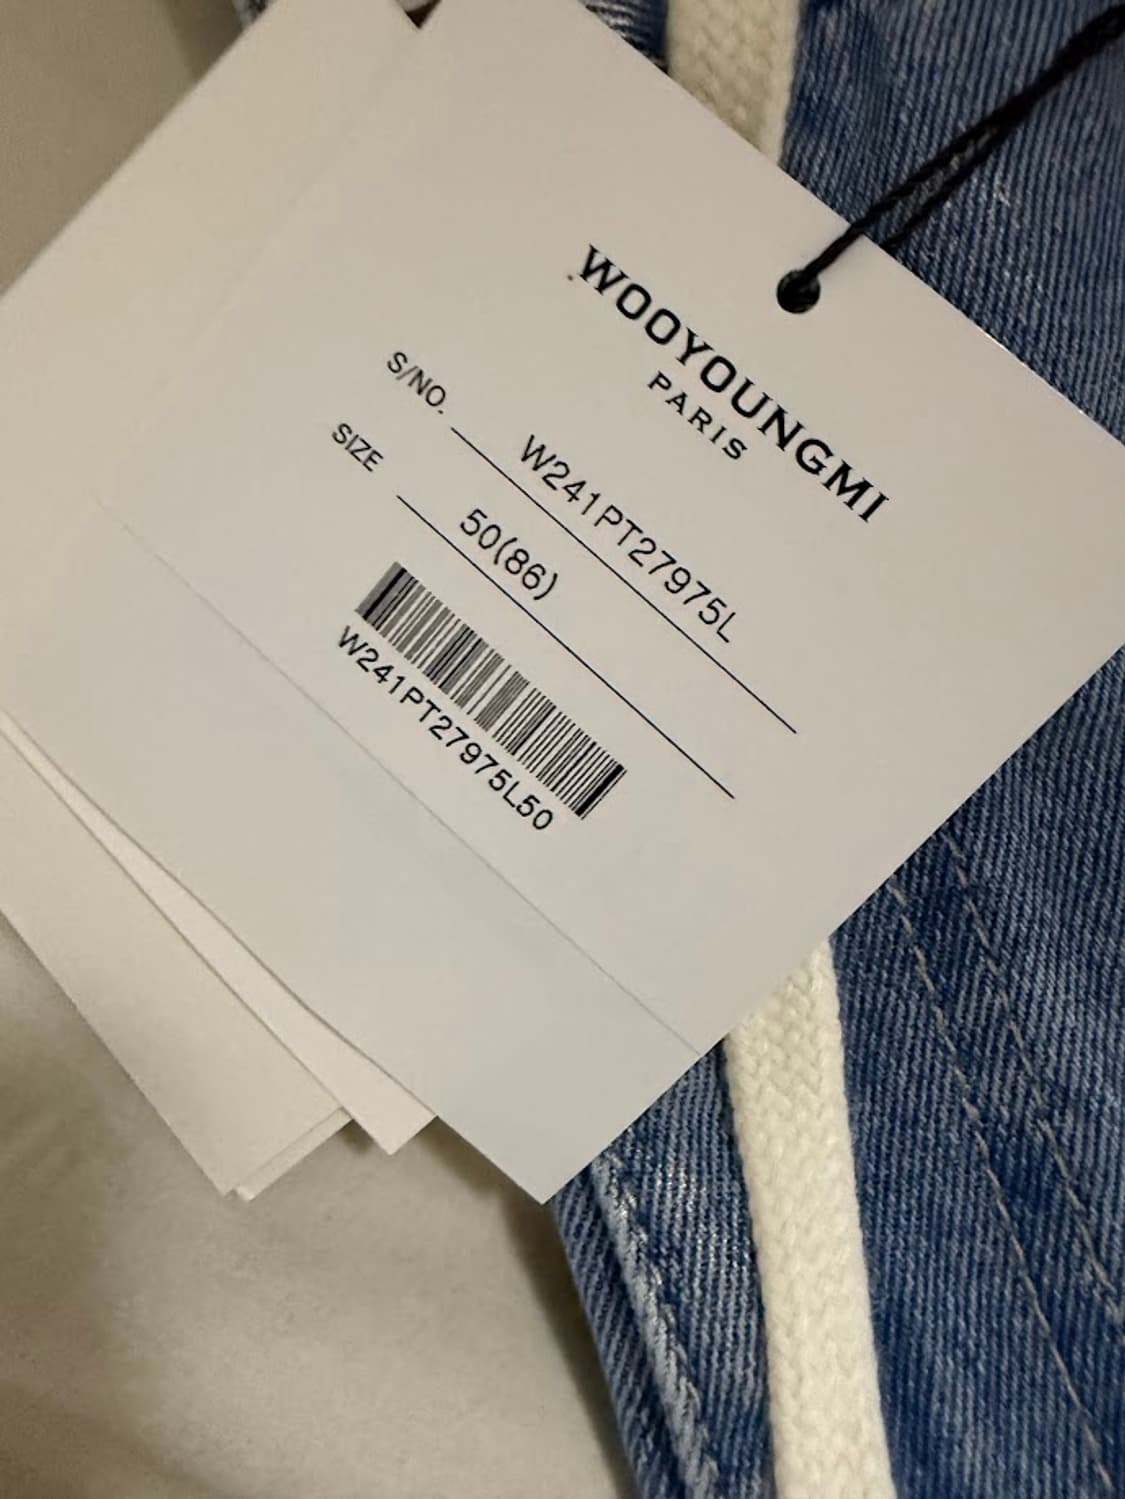 WOOYOUNGMI
PARIS
S/NO. W241PT27975L
SIZE 50(86)
W241PT27975L50